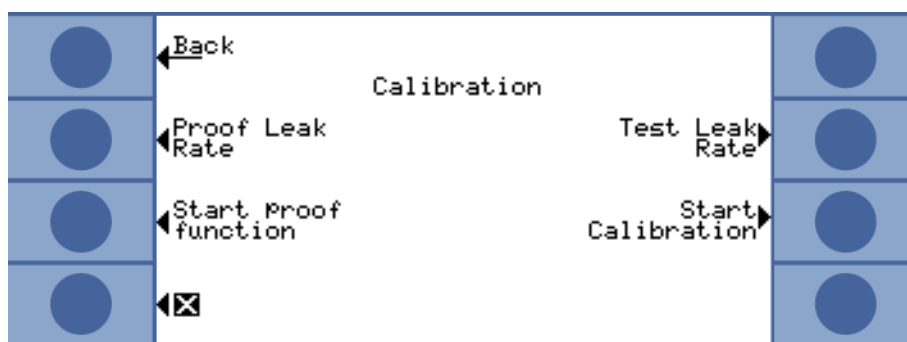 Back
Calibration
Proof Leak
Rate
Test Leak
Rate
Start Proof
function
Start
Calibration